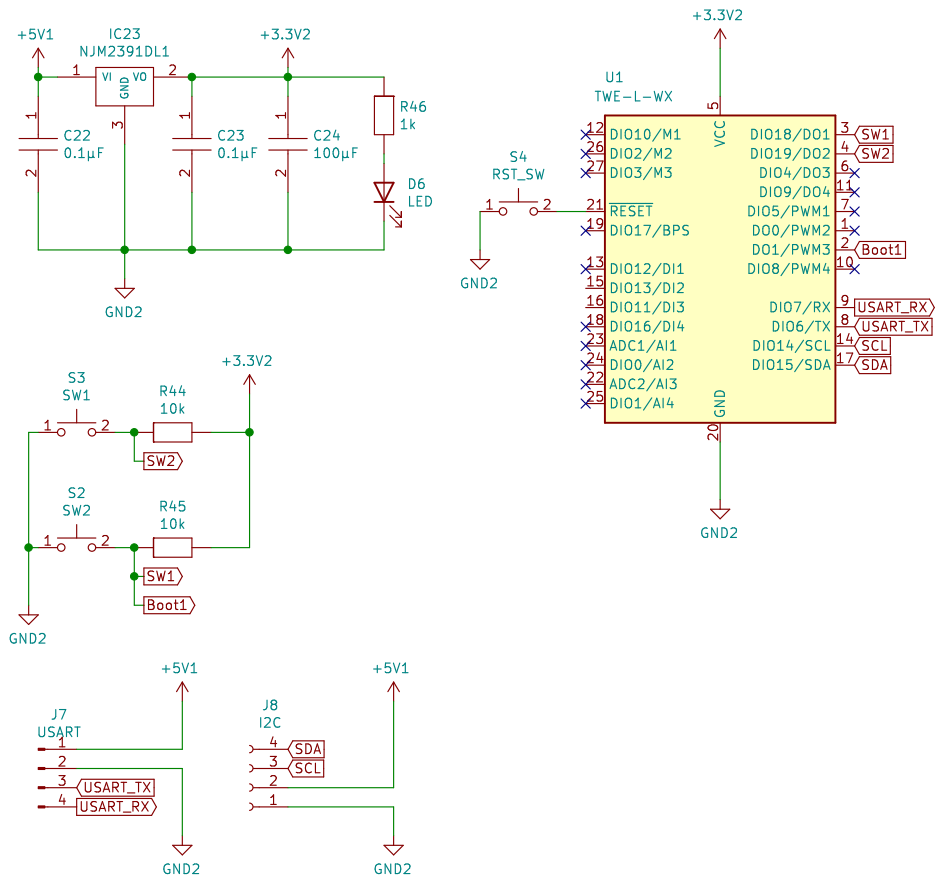 +5V1
IC23
NJM2391DL1
+3.3V2
1 VI VO 2
GND
3
1
2
C22
0.1µF
1
2
C23
0.1µF
1
2
C24
100µF
R46
1k
D6
LED
GND2
+3.3V2
U1
TWE-L-WX
5
VCC
12 DIO10/M1
26 DIO2/M2
27 DIO3/M3
21 RESET
19 DIO17/BPS
13 DIO12/DI1
15 DIO13/DI2
16 DIO11/DI3
18 DIO16/DI4
23 ADC1/AI1
24 DIO0/AI2
22 ADC2/AI3
25 DIO1/AI4
DIO18/DO1 3 SW1
DIO19/DO2 4 SW2
DIO4/DO3 6
DIO9/DO4 11
DIO5/PWM1 7
DO0/PWM2 1
DO1/PWM3 2 Boot1
DIO8/PWM4 10
DIO7/RX 9 USART_RX
DIO6/TX 8 USART_TX
DIO14/SCL 14 SCL
DIO15/SDA 17 SDA
GND
20
GND2
S4
RST_SW
1 2
GND2
+3.3V2
S3
SW1
1 2
R44
10k
SW2
S2
SW2
1 2
R45
10k
SW1
Boot1
GND2
+5V1
J7
USART
1
2
3 USART_TX
4 USART_RX
GND2
+5V1
J8
I2C
4 SDA
3 SCL
2
1
GND2